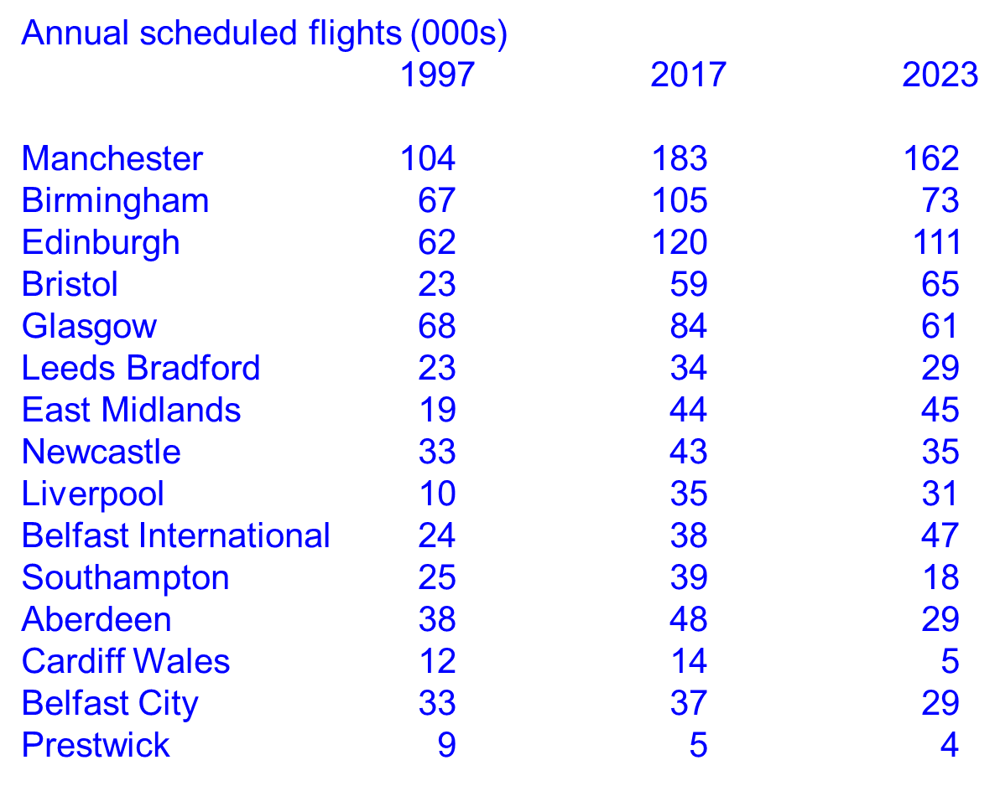 Annual scheduled flights (000s)
1997 2017 2023
Manchester 104 183 162
Birmingham 67 105 73
Edinburgh 62 120 111
Bristol 23 59 65
Glasgow 68 84 61
Leeds Bradford 23 34 29
East Midlands 19 44 45
Newcastle 33 43 35
Liverpool 10 35 31
Belfast International 24 38 47
Southampton 25 39 18
Aberdeen 38 48 29
Cardiff Wales 12 14 5
Belfast City 33 37 29
Prestwick 9 5 4